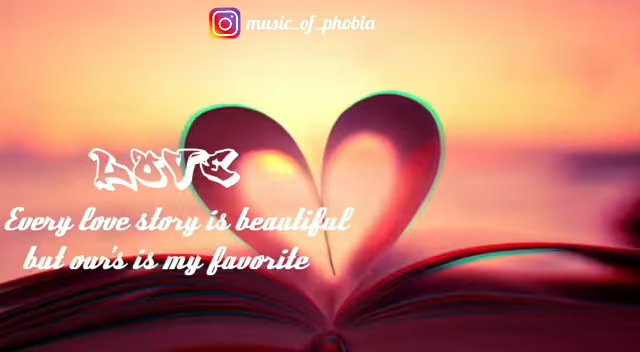 music_of_phobia
LOVE
Every love story is beautiful
but our's is my favorite